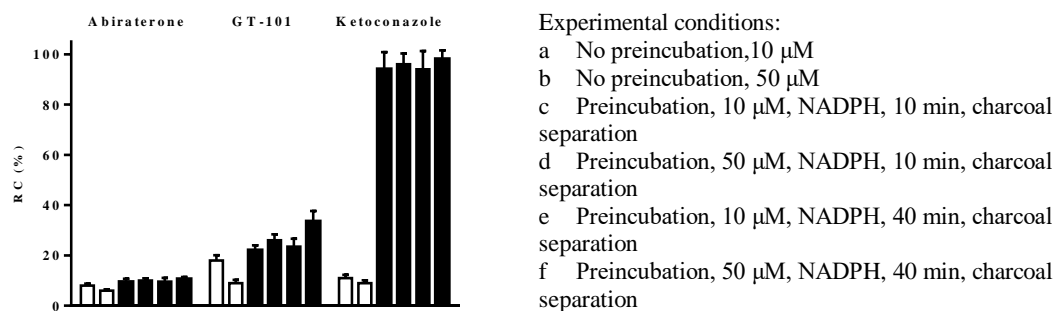 Abiraterone GT-101 Ketoconazole
100
80
60
40
20
0
RC (%)
Experimental conditions:
a No preincubation,10 μM
b No preincubation, 50 μM
c Preincubation, 10 μM, NADPH, 10 min, charcoal
separation
d Preincubation, 50 μM, NADPH, 10 min, charcoal
separation
e Preincubation, 10 μM, NADPH, 40 min, charcoal
separation
f Preincubation, 50 μM, NADPH, 40 min, charcoal
separation